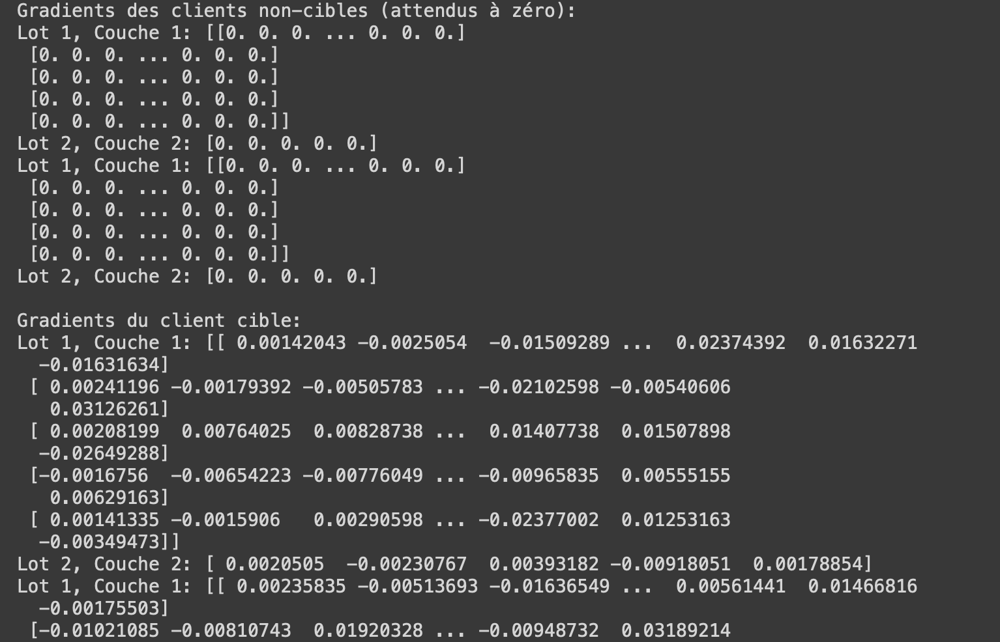 Gradients des clients non-cibles (attendus à zéro):
Lot 1, Couche 1: [[0. 0. 0. ... 0. 0. 0.]
[0. 0. 0. ... 0. 0. 0.]
[0. 0. 0. ... 0. 0. 0.]
[0. 0. 0. ... 0. 0. 0.]
[0. 0. 0. ... 0. 0. 0.]]
Lot 2, Couche 2: [0. 0. 0. 0. 0.]
Lot 1, Couche 1: [[0. 0. 0. ... 0. 0. 0.]
[0. 0. 0. ... 0. 0. 0.]
[0. 0. 0. ... 0. 0. 0.]
[0. 0. 0. ... 0. 0. 0.]
[0. 0. 0. ... 0. 0. 0.]]
Lot 2, Couche 2: [0. 0. 0. 0. 0.]
Gradients du client cible:
Lot 1, Couche 1: [[ 0.00142043 -0.0025054  -0.01509289 ...  0.02374392  0.01632271
-0.01631634]
[ 0.00241196 -0.00179392 -0.00505783 ... -0.02102598 -0.00540606
0.03126261]
[ 0.00208199  0.00764025  0.00828738 ...  0.01407738  0.01507898
-0.02649288]
[-0.0016756  -0.00654223 -0.00776049 ... -0.00965835  0.00555155
0.00629163]
[ 0.00141335 -0.0015906   0.00290598 ... -0.02377002  0.01253163
-0.00349473]]
Lot 2, Couche 2: [ 0.0020505  -0.00230767  0.00393182 -0.00918051  0.00178854]
Lot 1, Couche 1: [[ 0.00235835 -0.00513693 -0.01636549 ...  0.00561441  0.01466816
-0.00175503]
[-0.01021085 -0.00810743  0.01920328 ... -0.00948732  0.03189214